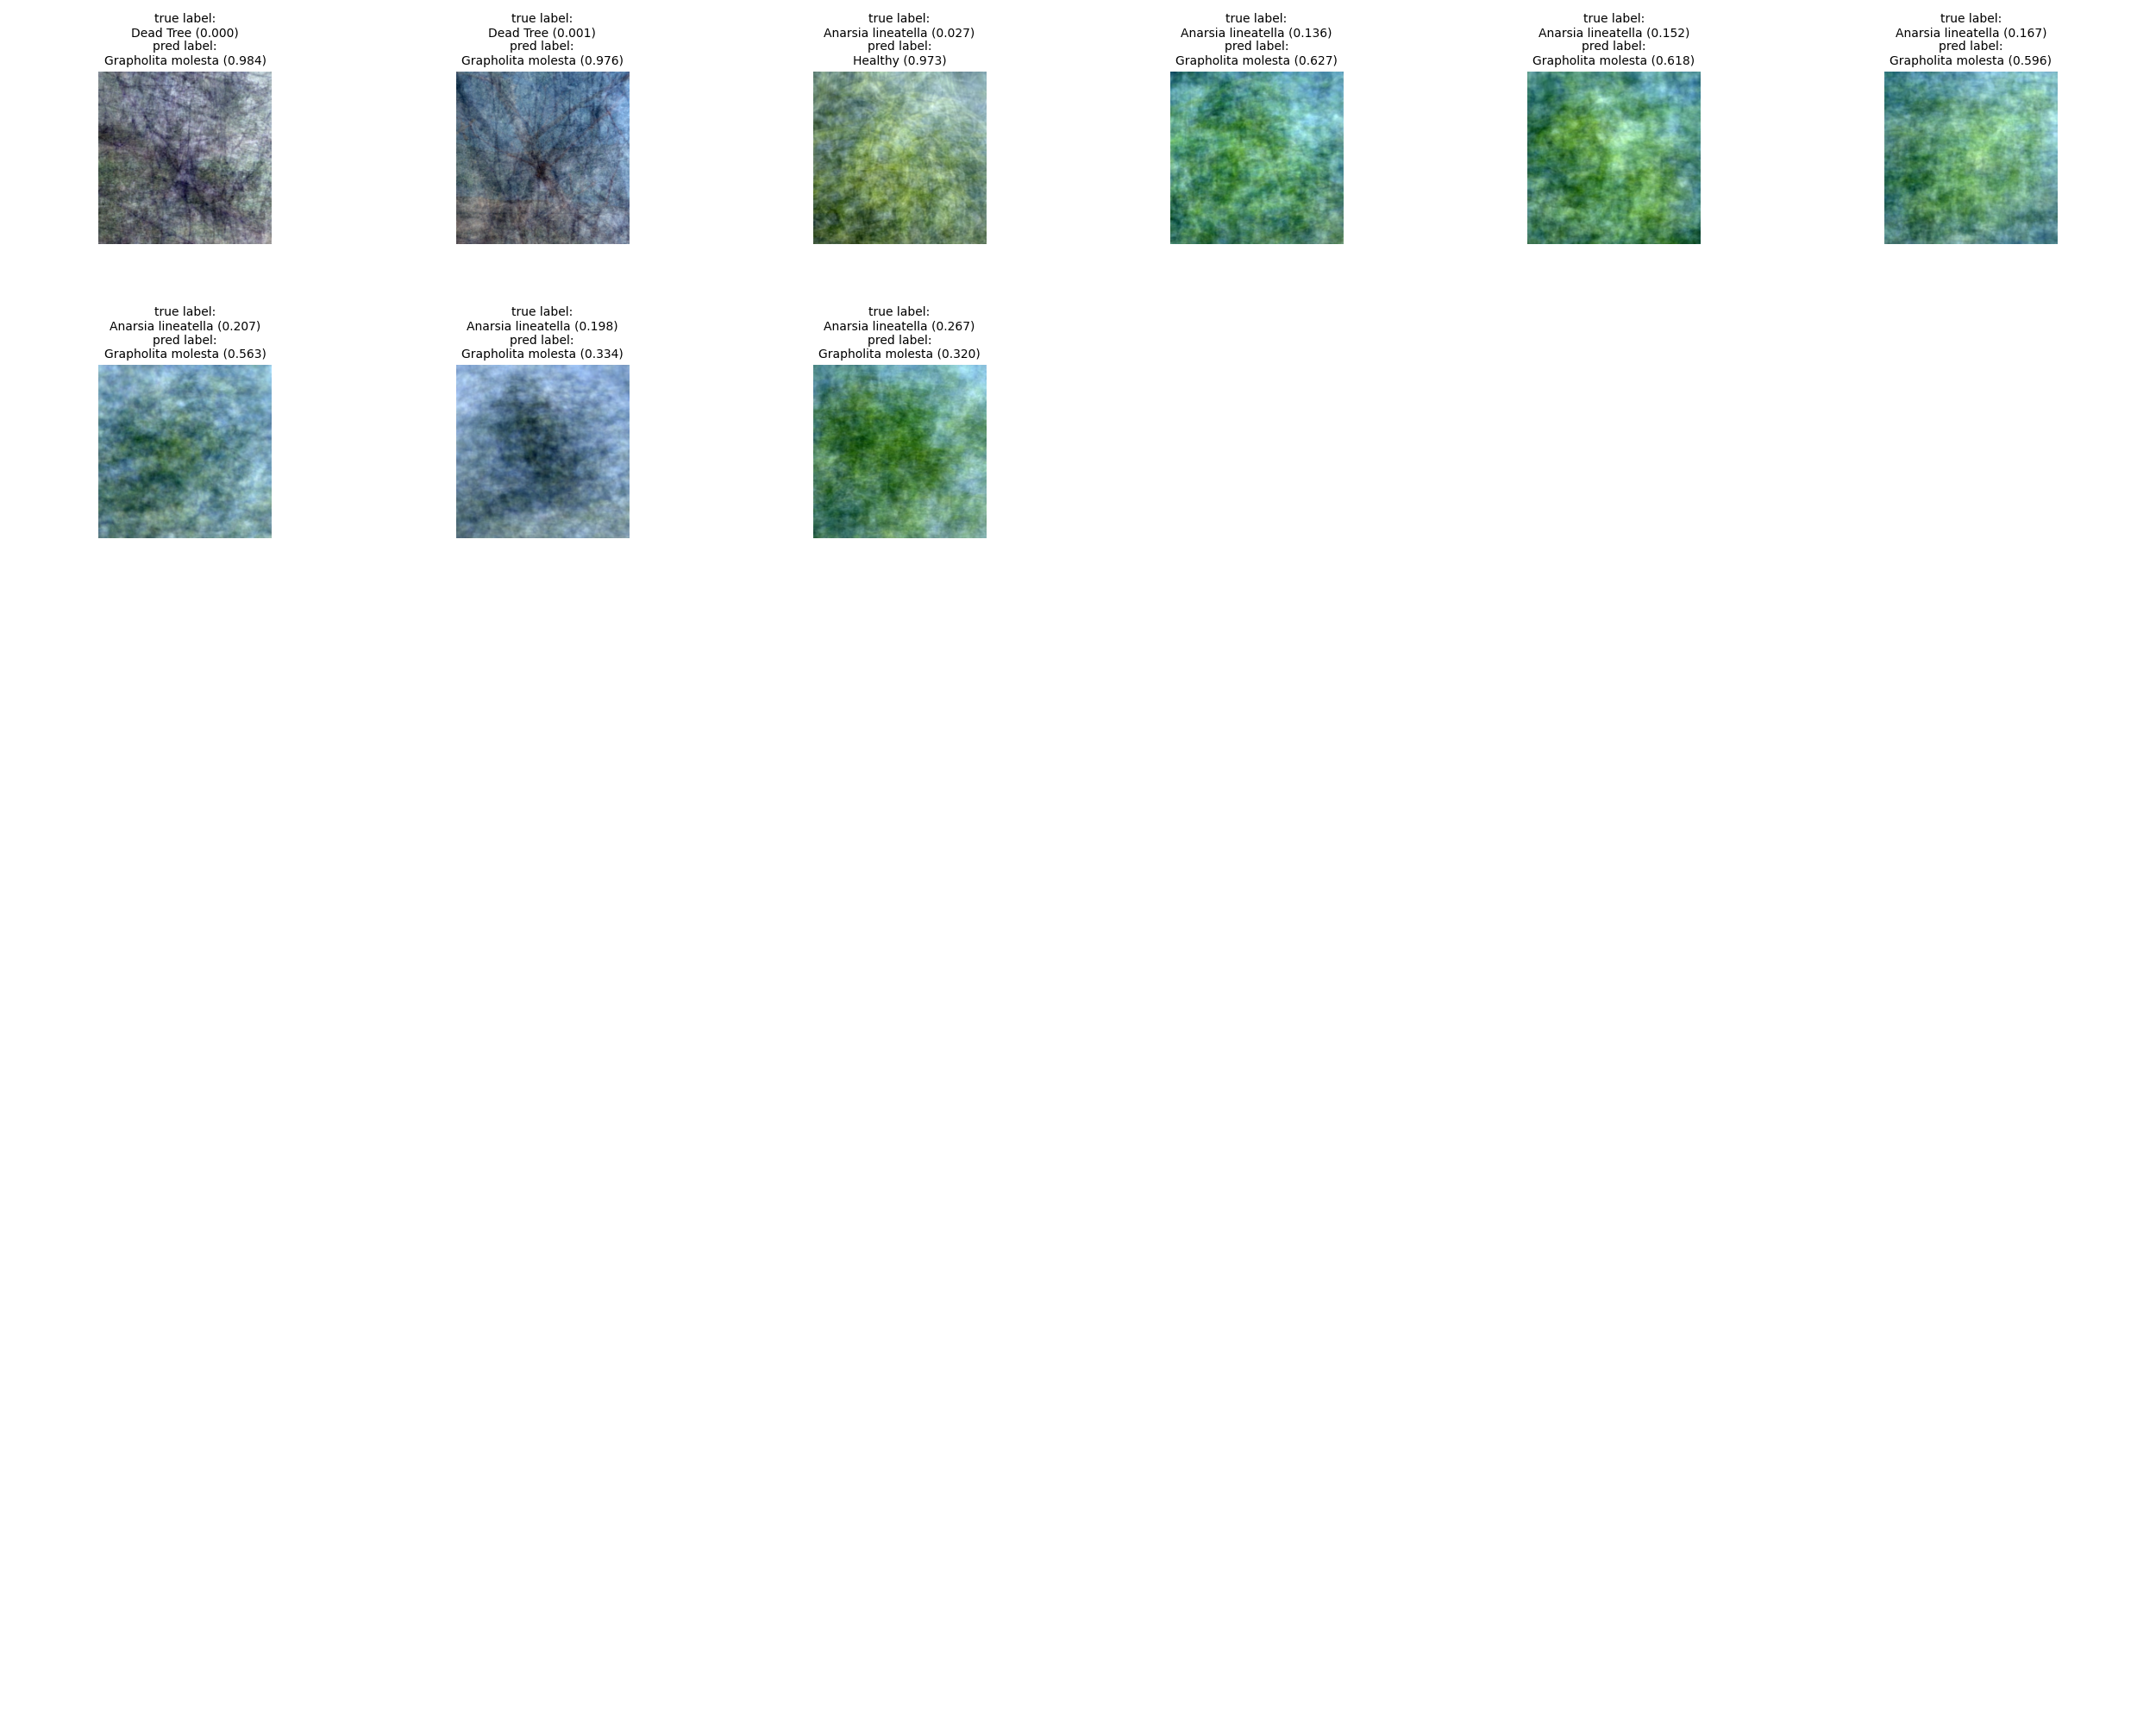 true label:
Dead Tree (0.000)
pred label:
Grapholita molesta (0.984)
true label:
Dead Tree (0.001)
pred label:
Grapholita molesta (0.976)
true label:
Anarsia lineatella (0.027)
pred label:
Healthy (0.973)
true label:
Anarsia lineatella (0.136)
pred label:
Grapholita molesta (0.627)
true label:
Anarsia lineatella (0.152)
pred label:
Grapholita molesta (0.618)
true label:
Anarsia lineatella (0.167)
pred label:
Grapholita molesta (0.596)
true label:
Anarsia lineatella (0.207)
pred label:
Grapholita molesta (0.563)
true label:
Anarsia lineatella (0.198)
pred label:
Grapholita molesta (0.334)
true label:
Anarsia lineatella (0.267)
pred label:
Grapholita molesta (0.320)